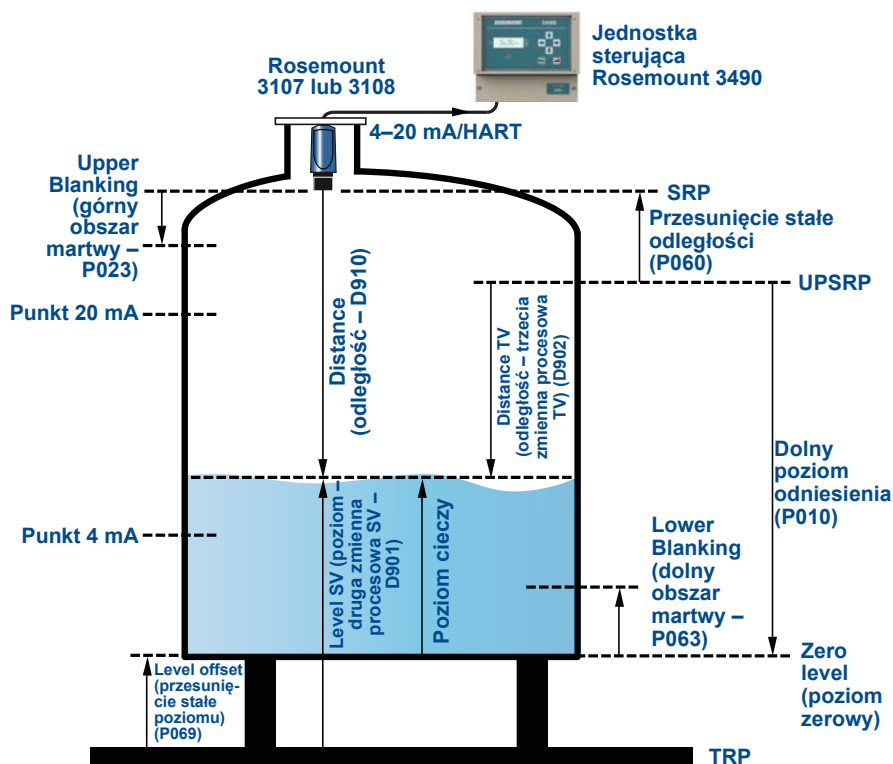 Jednostka
sterująca
Rosemount 3490
Rosemount
3107 lub 3108
4–20 mA/HART
Upper
Blanking
(górny
obszar
martwy –
P023)
SRP
Przesunięcie stałe
odległości
(P060)
UPSRP
Punkt 20 mA
Distance
(odległość – D910)
Distance TV
(odległość – trzecia
zmienna procesowa
TV) (D902)
Dolny
poziom
odniesienia
(P010)
Punkt 4 mA
Level SV (poziom –
druga zmienna
procesowa SV –
D901)
Poziom cieczy
Lower
Blanking
(dolny
obszar
martwy –
P063)
Zero
level
(poziom
zerowy)
Level offset
(przesunię-
cie stałe
poziomu)
(P069)
TRP